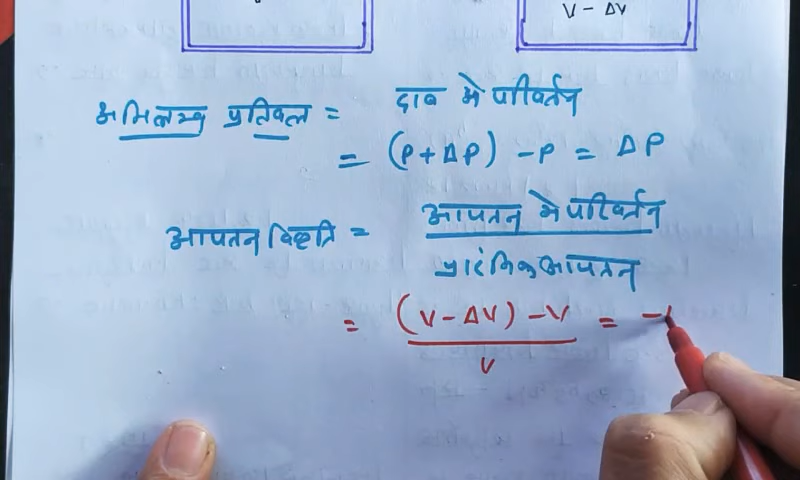 V - ΔV
अभिलम्ब प्रतिबल = दाब मे परिवर्तन
= (P + ΔP) - P = ΔP
आयतन विकृति = आयतन मे परिवर्तन
प्रारंभिक आयतन
= (V - ΔV) - V = -
V